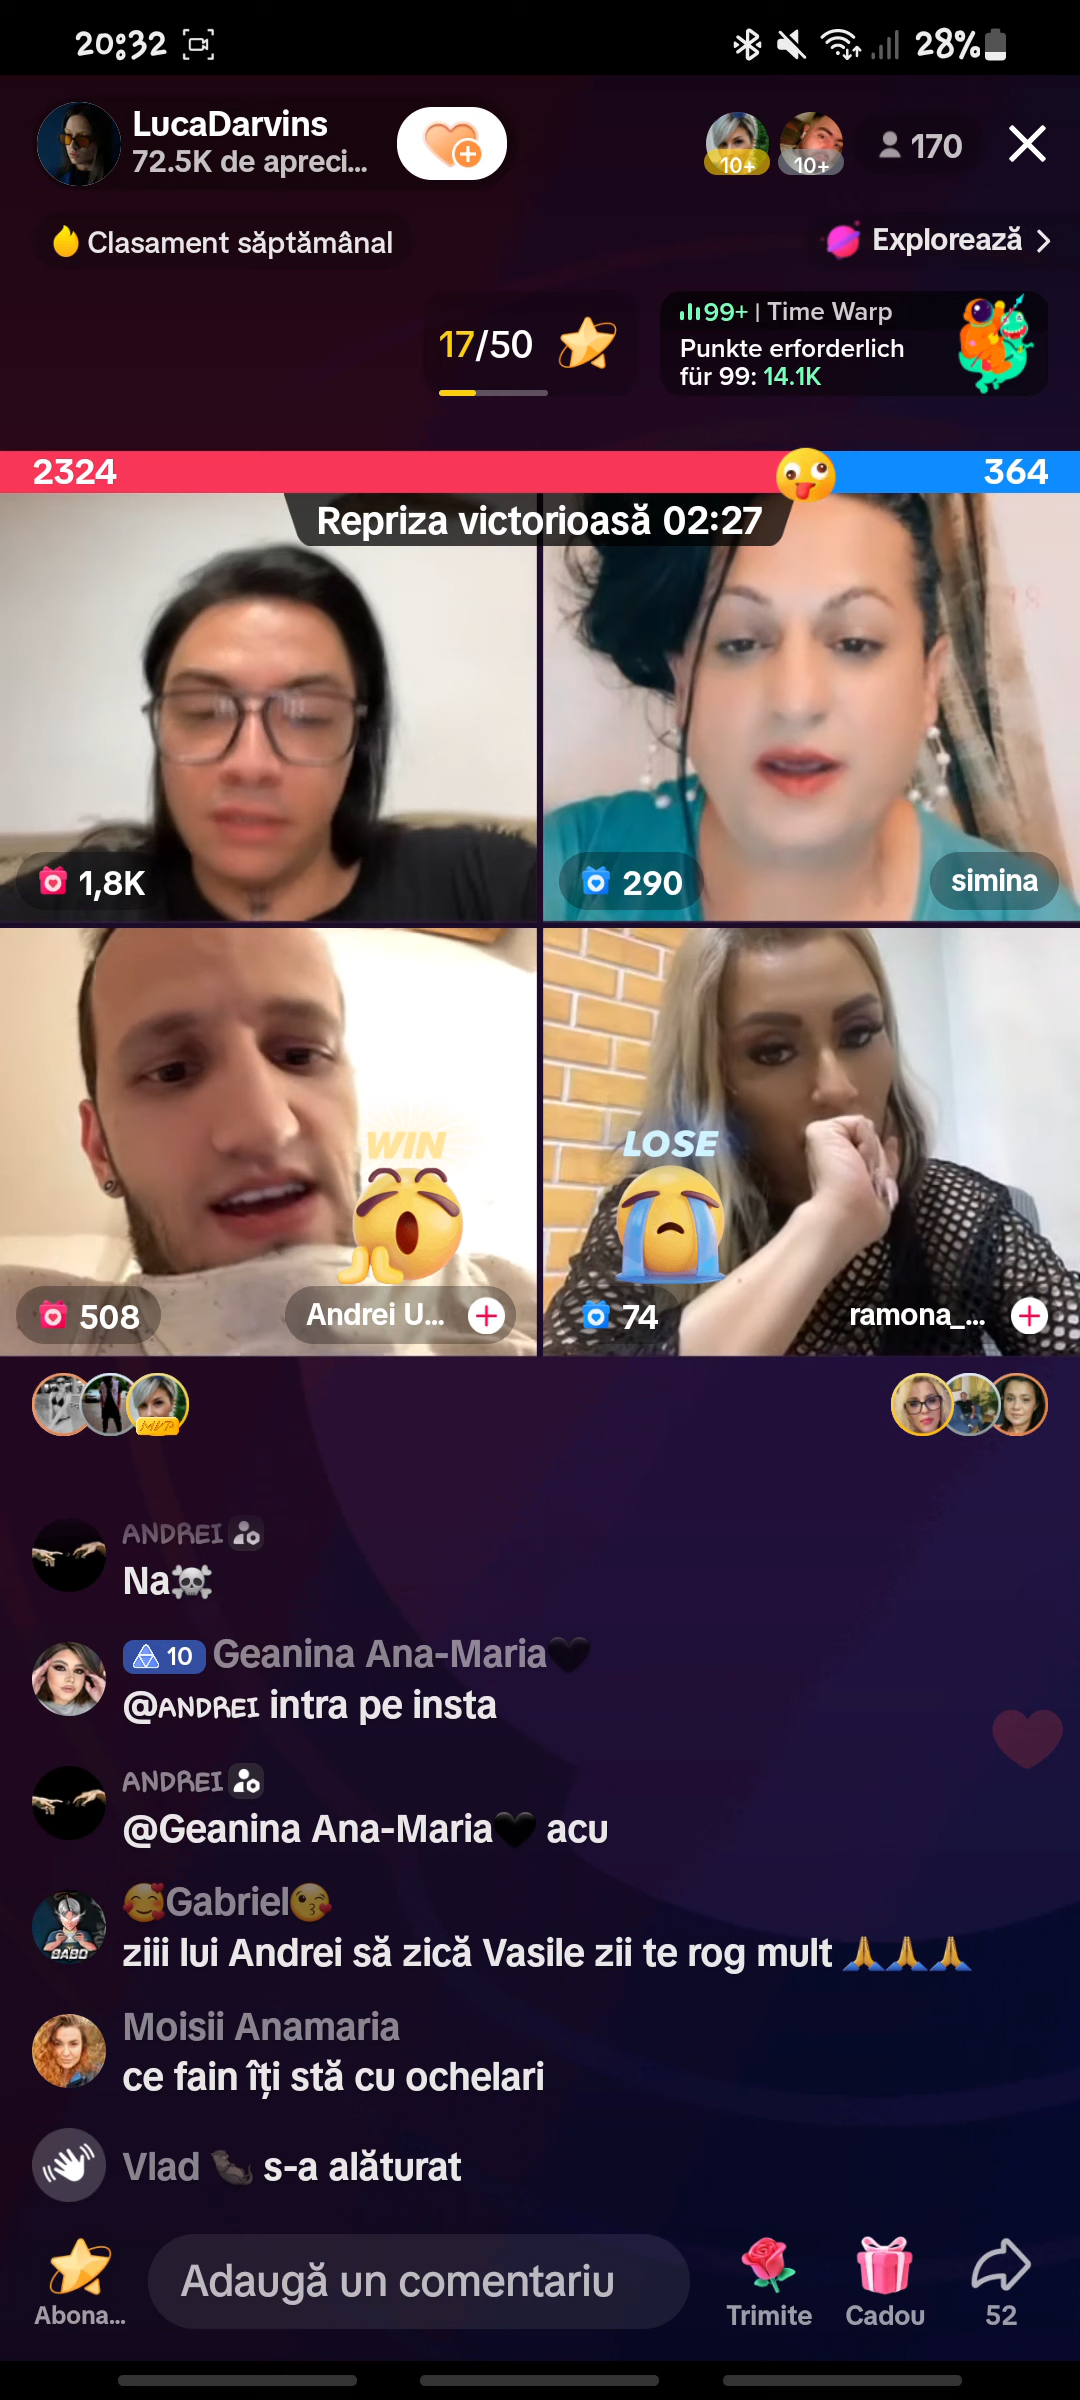 20:32
28%
LucaDarvins
72.5K de apreci...
10+
10+
170
Clasament săptămânal
Explorează
17/50
99+ | Time Warp
Punkte erforderlich
für 99: 14.1K
2324
364
Repriza victorioasă 02:27
1,8K
290
simina
WIN
LOSE
508
Andrei U...
74
ramona_...
MVP
ANDREI
Na☠️
10 Geanina Ana-Maria🖤
@ANDREI intra pe insta
ANDREI
@Geanina Ana-Maria🖤 acu
🥰Gabriel😘
ziii lui Andrei să zică Vasile zii te rog mult 🙏🙏🙏
BABO
Moisii Anamaria
ce fain îți stă cu ochelari
Vlad 🦦 s-a alăturat
Abona...
Adaugă un comentariu
Trimite
Cadou
52